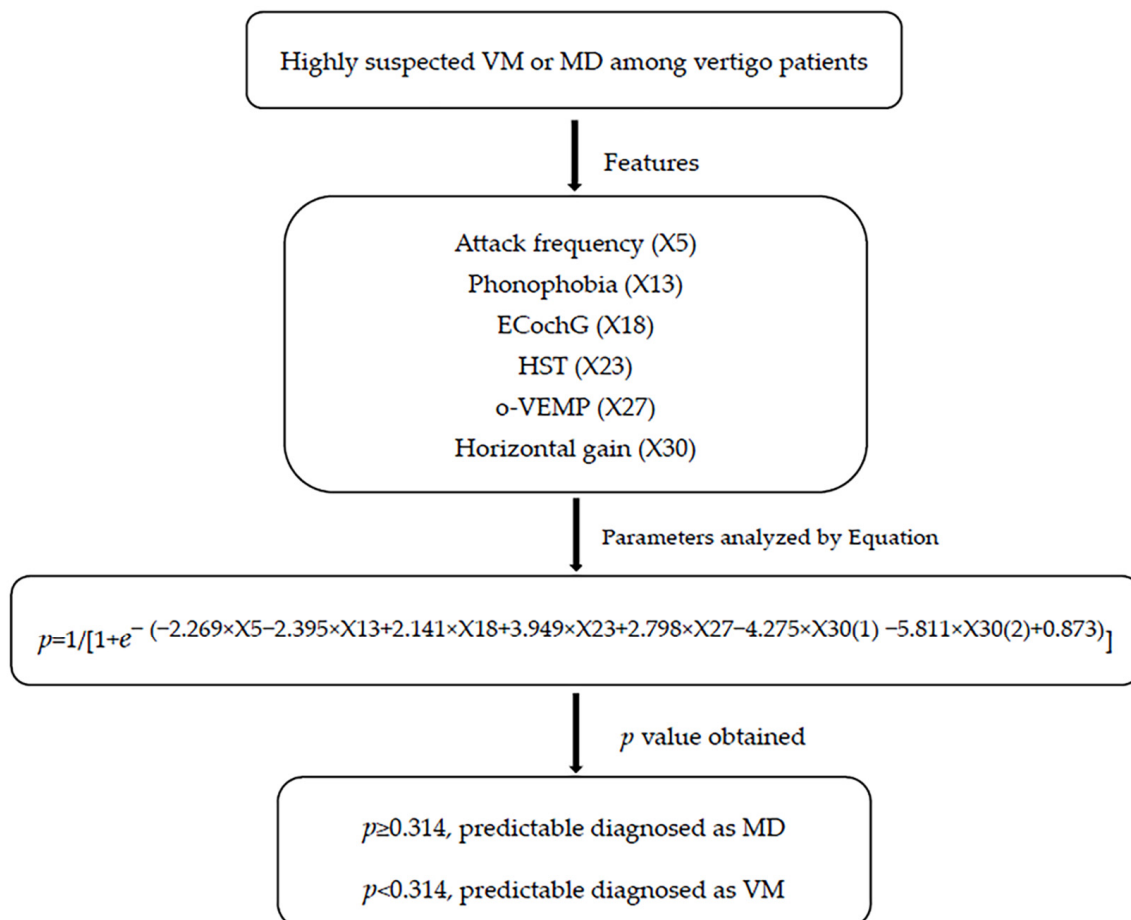 Highly suspected VM or MD among vertigo patients
Features
Attack frequency (X5)
Phonophobia (X13)
ECochG (X18)
HST (X23)
o-VEMP (X27)
Horizontal gain (X30)
Parameters analyzed by Equation
p=1/[1+e− (−2.269×X5−2.395×X13+2.141×X18+3.949×X23+2.798×X27−4.275×X30(1) −5.811×X30(2)+0.873)]
p value obtained
p≥0.314, predictable diagnosed as MD
p<0.314, predictable diagnosed as VM